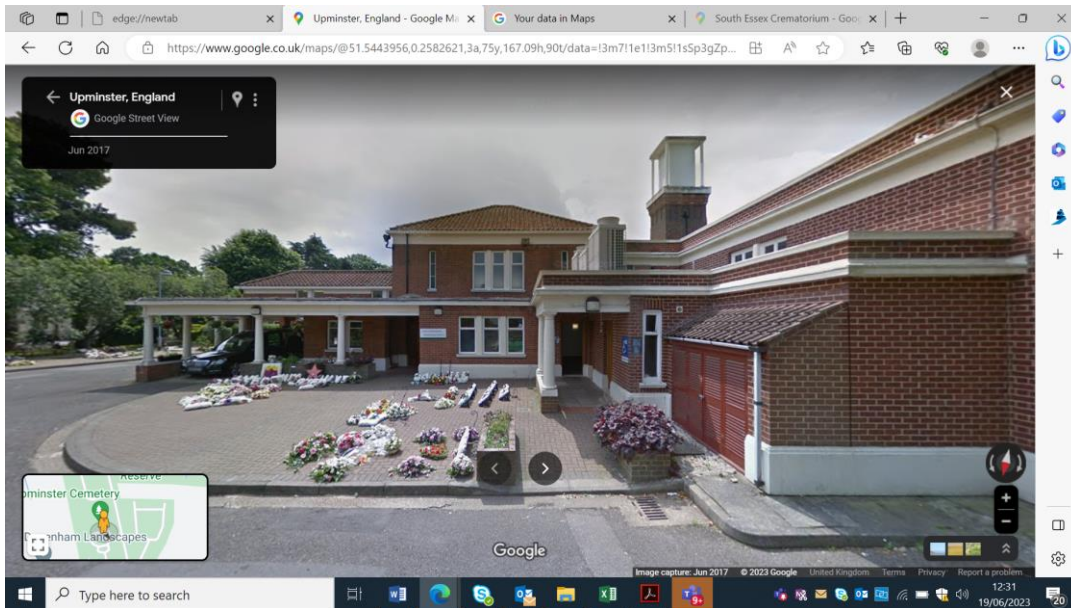 edge://newtab
Upminster, England - Google Ma
Your data in Maps
South Essex Crematorium - Goo
https://www.google.co.uk/maps/@51.5443956,0.2582621,3a,75y,167.09h,90t/data=!3m7!1e1!3m5!1sSp3gZp...
Upminster, England
Google Street View
Jun 2017
Reserve
pminster Cemetery
enham Landscapes
Google
Image capture: Jun 2017 © 2023 Google United Kingdom Terms Privacy Report a problem
Type here to search
12:31
19/06/2023
20